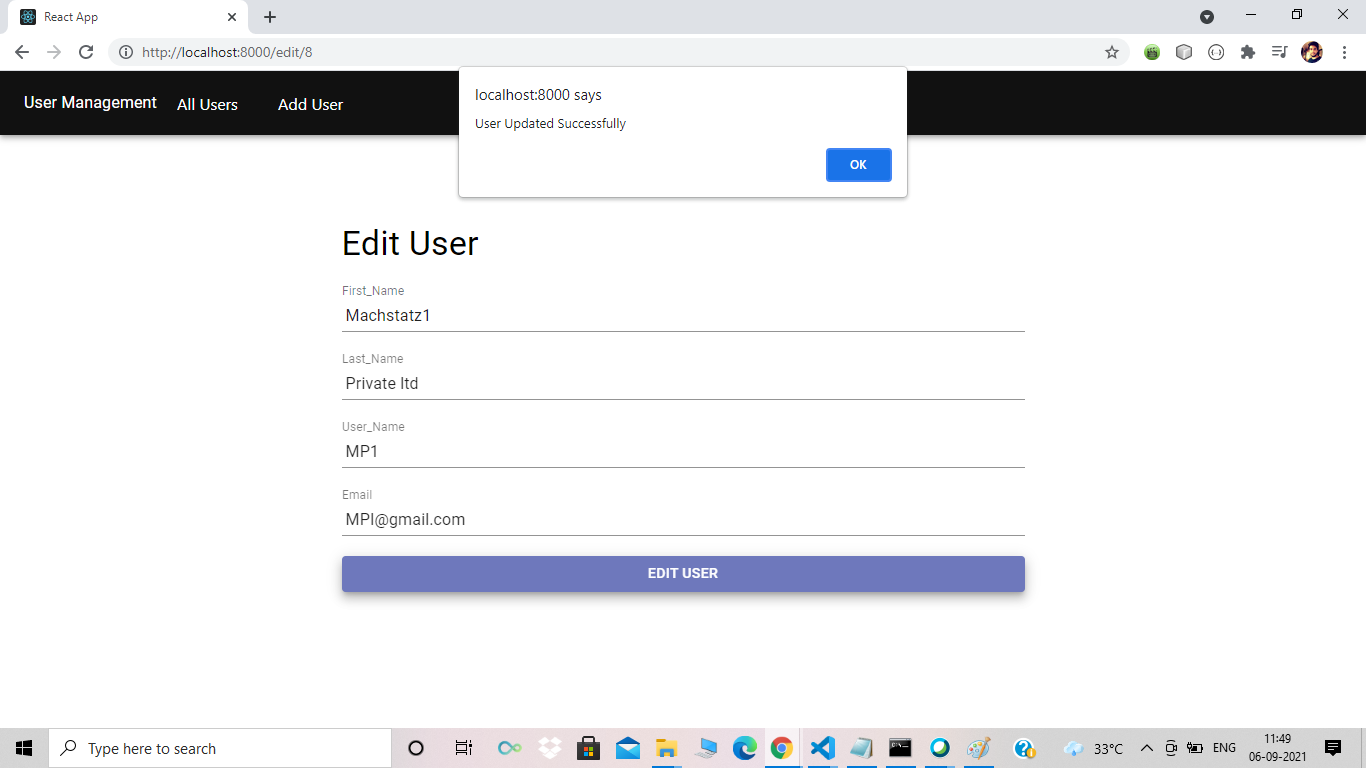 React App
http://localhost:8000/edit/8
User Management
All Users
Add User
localhost:8000 says
User Updated Successfully
OK
Edit User
First_Name
Machstatz1
Last_Name
Private ltd
User_Name
MP1
Email
MPI@gmail.com
EDIT USER
Type here to search
33°C
ENG
11:49
06-09-2021